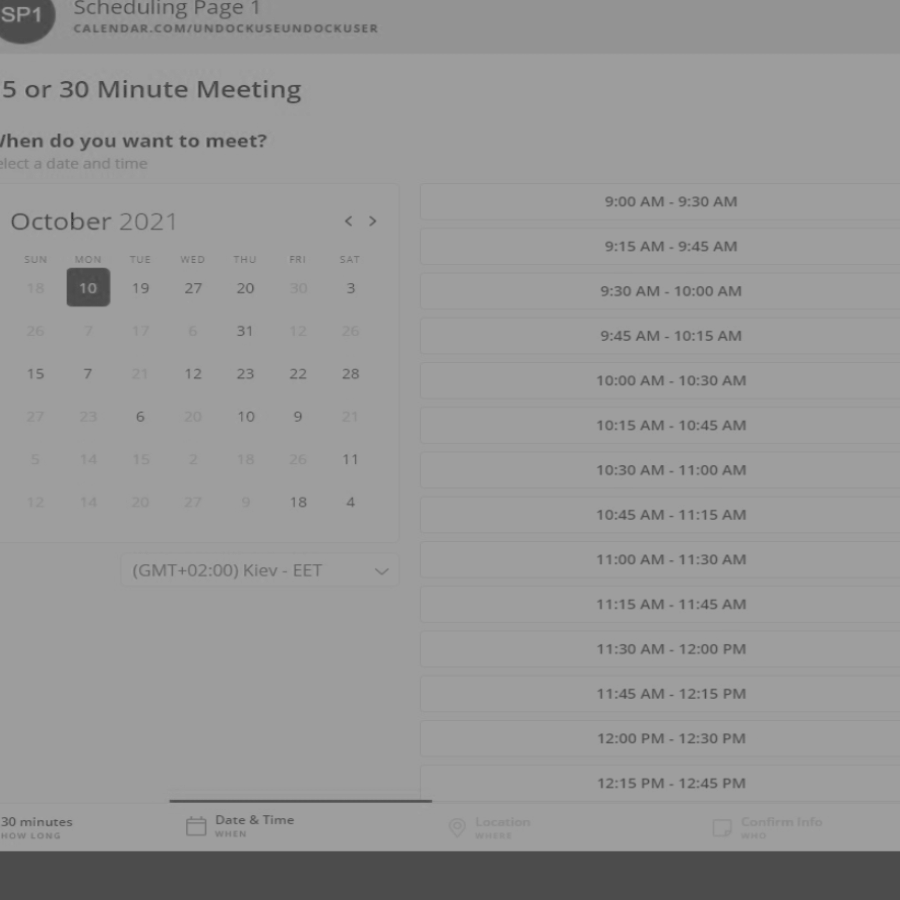 SP1
Scheduling Page 1
CALENDAR.COM/UNDOCKUSEUNDOCKUSER
5 or 30 Minute Meeting
When do you want to meet?
elect a date and time
October 2021
SUN MON TUE WED THU FRI SAT
18 10 19 27 20 30 3
26 7 17 6 31 12 26
15 7 21 12 23 22 28
27 23 6 20 10 9 21
5 14 15 2 18 26 11
12 14 20 27 9 18 4
(GMT+02:00) Kiev - EET
9:00 AM - 9:30 AM
9:15 AM - 9:45 AM
9:30 AM - 10:00 AM
9:45 AM - 10:15 AM
10:00 AM - 10:30 AM
10:15 AM - 10:45 AM
10:30 AM - 11:00 AM
10:45 AM - 11:15 AM
11:00 AM - 11:30 AM
11:15 AM - 11:45 AM
11:30 AM - 12:00 PM
11:45 AM - 12:15 PM
12:00 PM - 12:30 PM
12:15 PM - 12:45 PM
30 minutes
HOW LONG
Date & Time
WHEN
Location
WHERE
Confirm Info
WHO